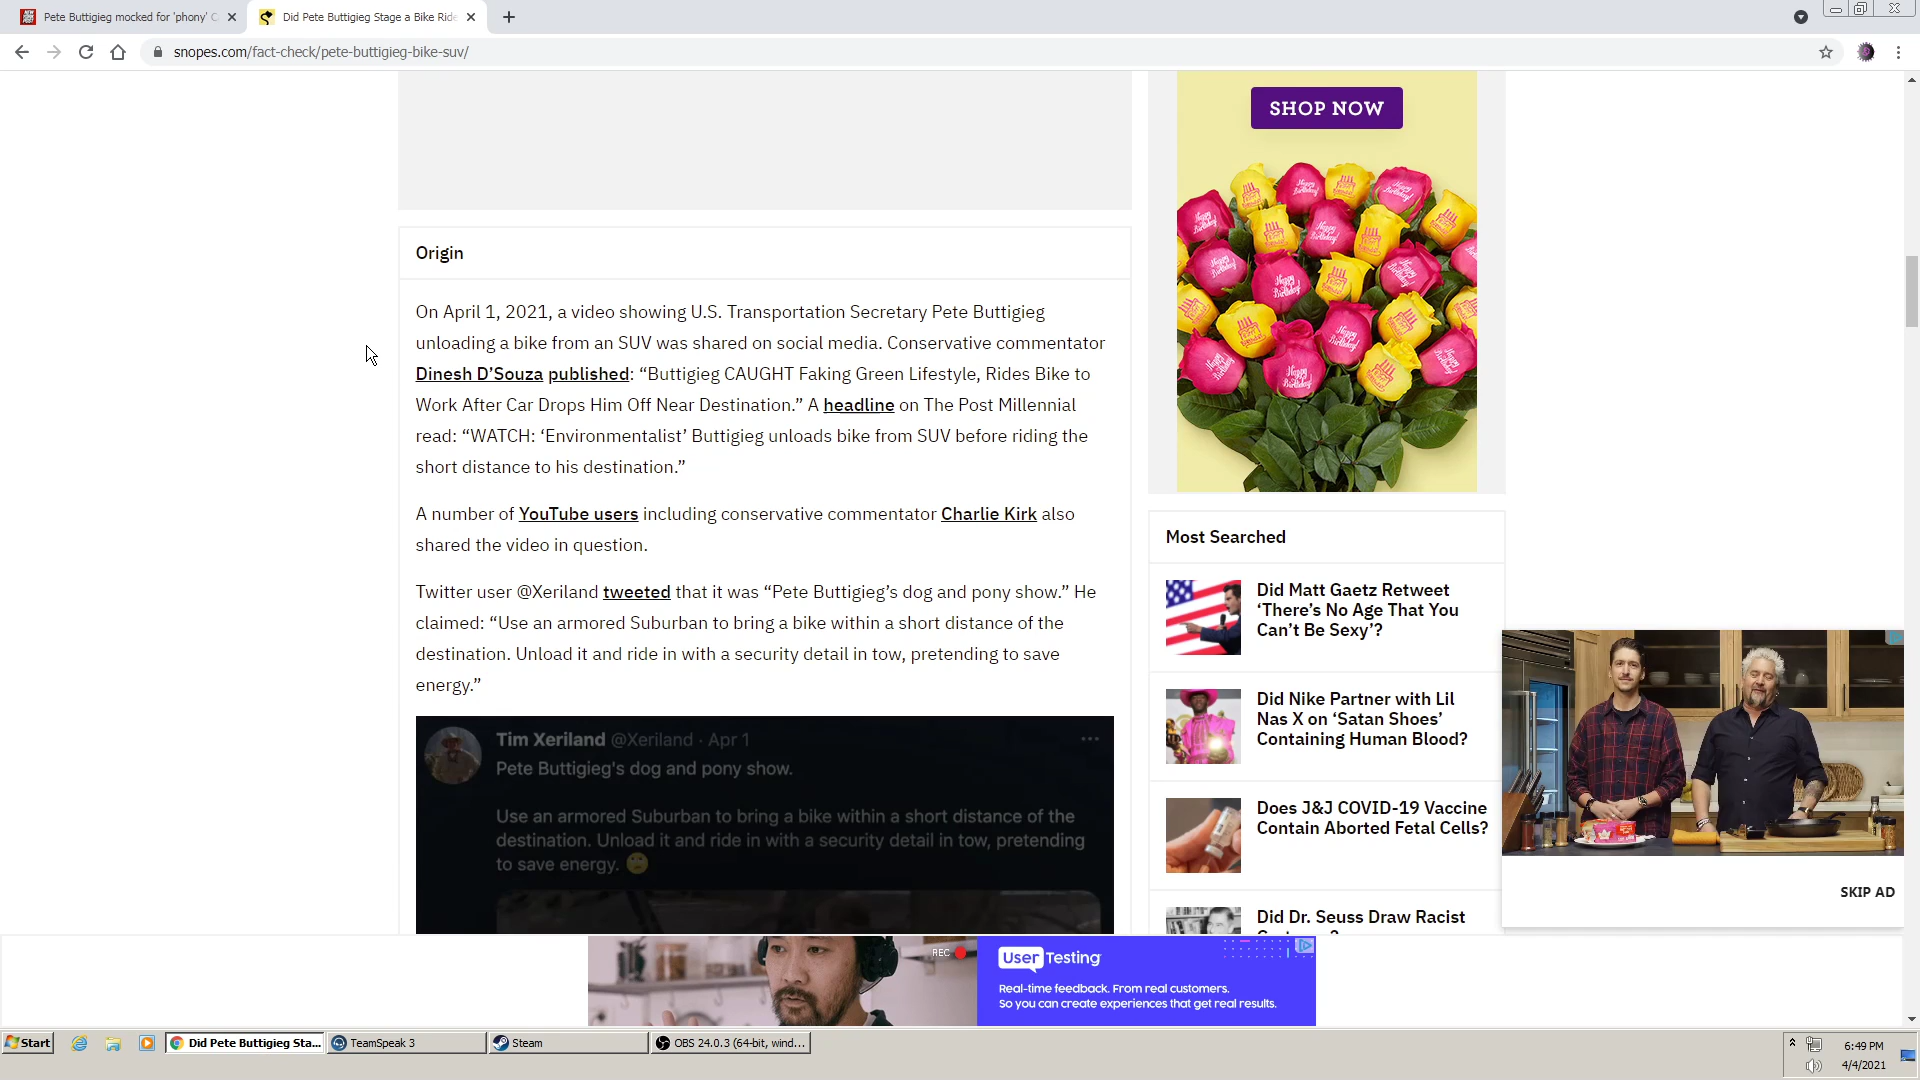 Pete Buttigieg mocked for 'phony' C
Did Pete Buttigieg Stage a Bike Ride
snopes.com/fact-check/pete-buttigieg-bike-suv/
SHOP NOW
Origin
On April 1, 2021, a video showing U.S. Transportation Secretary Pete Buttigieg
unloading a bike from an SUV was shared on social media. Conservative commentator
Dinesh D’Souza published: “Buttigieg CAUGHT Faking Green Lifestyle, Rides Bike to
Work After Car Drops Him Off Near Destination.” A headline on The Post Millennial
read: “WATCH: ‘Environmentalist’ Buttigieg unloads bike from SUV before riding the
short distance to his destination.”
A number of YouTube users including conservative commentator Charlie Kirk also
shared the video in question.
Twitter user @Xeriland tweeted that it was “Pete Buttigieg’s dog and pony show.” He
claimed: “Use an armored Suburban to bring a bike within a short distance of the
destination. Unload it and ride in with a security detail in tow, pretending to save
energy.”
Tim Xeriland @Xeriland · Apr 1
Pete Buttigieg's dog and pony show.
Use an armored Suburban to bring a bike within a short distance of the
destination. Unload it and ride in with a security detail in tow, pretending
to save energy. 🙄
Most Searched
Did Matt Gaetz Retweet
‘There’s No Age That You
Can’t Be Sexy’?
Did Nike Partner with Lil
Nas X on ‘Satan Shoes’
Containing Human Blood?
Does J&J COVID-19 Vaccine
Contain Aborted Fetal Cells?
Did Dr. Seuss Draw Racist
SKIP AD
REC
UserTesting
Real-time feedback. From real customers.
So you can create experiences that get real results.
Start
Did Pete Buttigieg Sta...
TeamSpeak 3
Steam
OBS 24.0.3 (64-bit, wind...
6:49 PM
4/4/2021